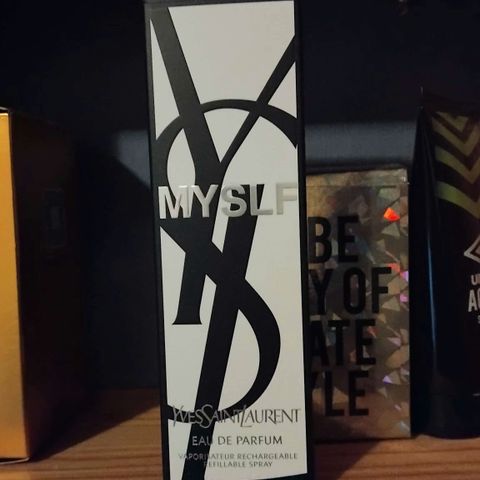 MYSLF
YVESSAINTLAURENT
EAU DE PARFUM
VAPORISATEUR RECHARGEABLE
REFILLABLE SPRAY
BE
Y OF
ATE
YLE